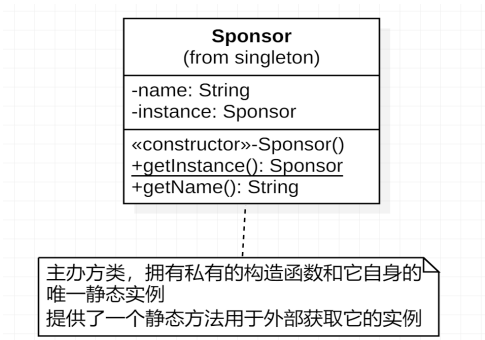 Sponsor
(from singleton)
-name: String
-instance: Sponsor
«constructor»-Sponsor()
+getInstance(): Sponsor
+getName(): String
主办方类，拥有私有的构造函数和它自身的
唯一静态实例
提供了一个静态方法用于外部获取它的实例